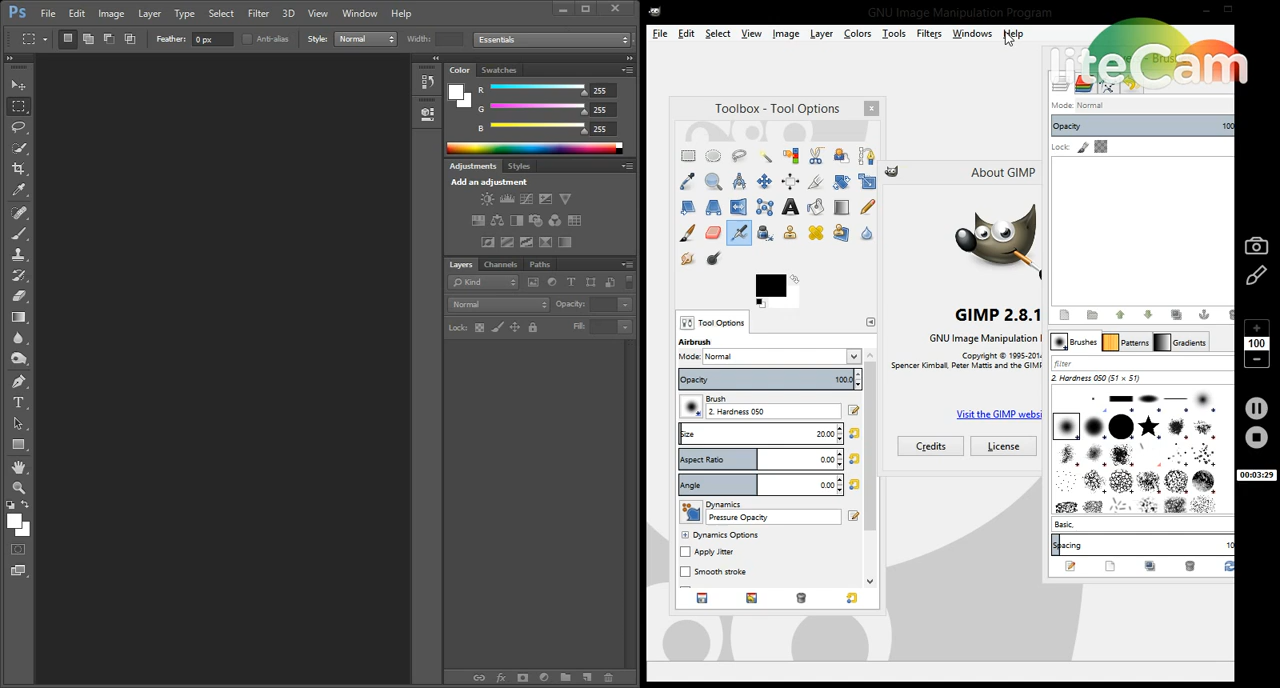 Ps File Edit Image Layer Type Select Filter 3D View Window Help
Feather: 0 px Anti-alias Style: Normal Width: Essentials
Color Swatches
R 255
G 255
B 255
Adjustments Styles
Add an adjustment
Layers Channels Paths
Kind T
Normal Opacity:
Lock: Fill:
T
fx
GNU Image Manipulation Program
File Edit Select View Image Layer Colors Tools Filters Windows Help
liteCam
Toolbox - Tool Options
Tool Options
Airbrush
Mode: Normal
Opacity 100.0
Brush
2. Hardness 050
Size 20.00
Aspect Ratio 0.00
Angle 0.00
Dynamics
Pressure Opacity
Dynamics Options
Apply Jitter
Smooth stroke
About GIMP
GIMP 2.8.1
GNU Image Manipulation
Copyright © 1995-2014
Spencer Kimball, Peter Mattis and the GIMP
Visit the GIMP websi
Credits License
Mode: Normal
Opacity 100
Lock:
Brushes Patterns Gradients
filter
2. Hardness 050 (51 × 51)
Basic,
Spacing 10
100
00:03:29